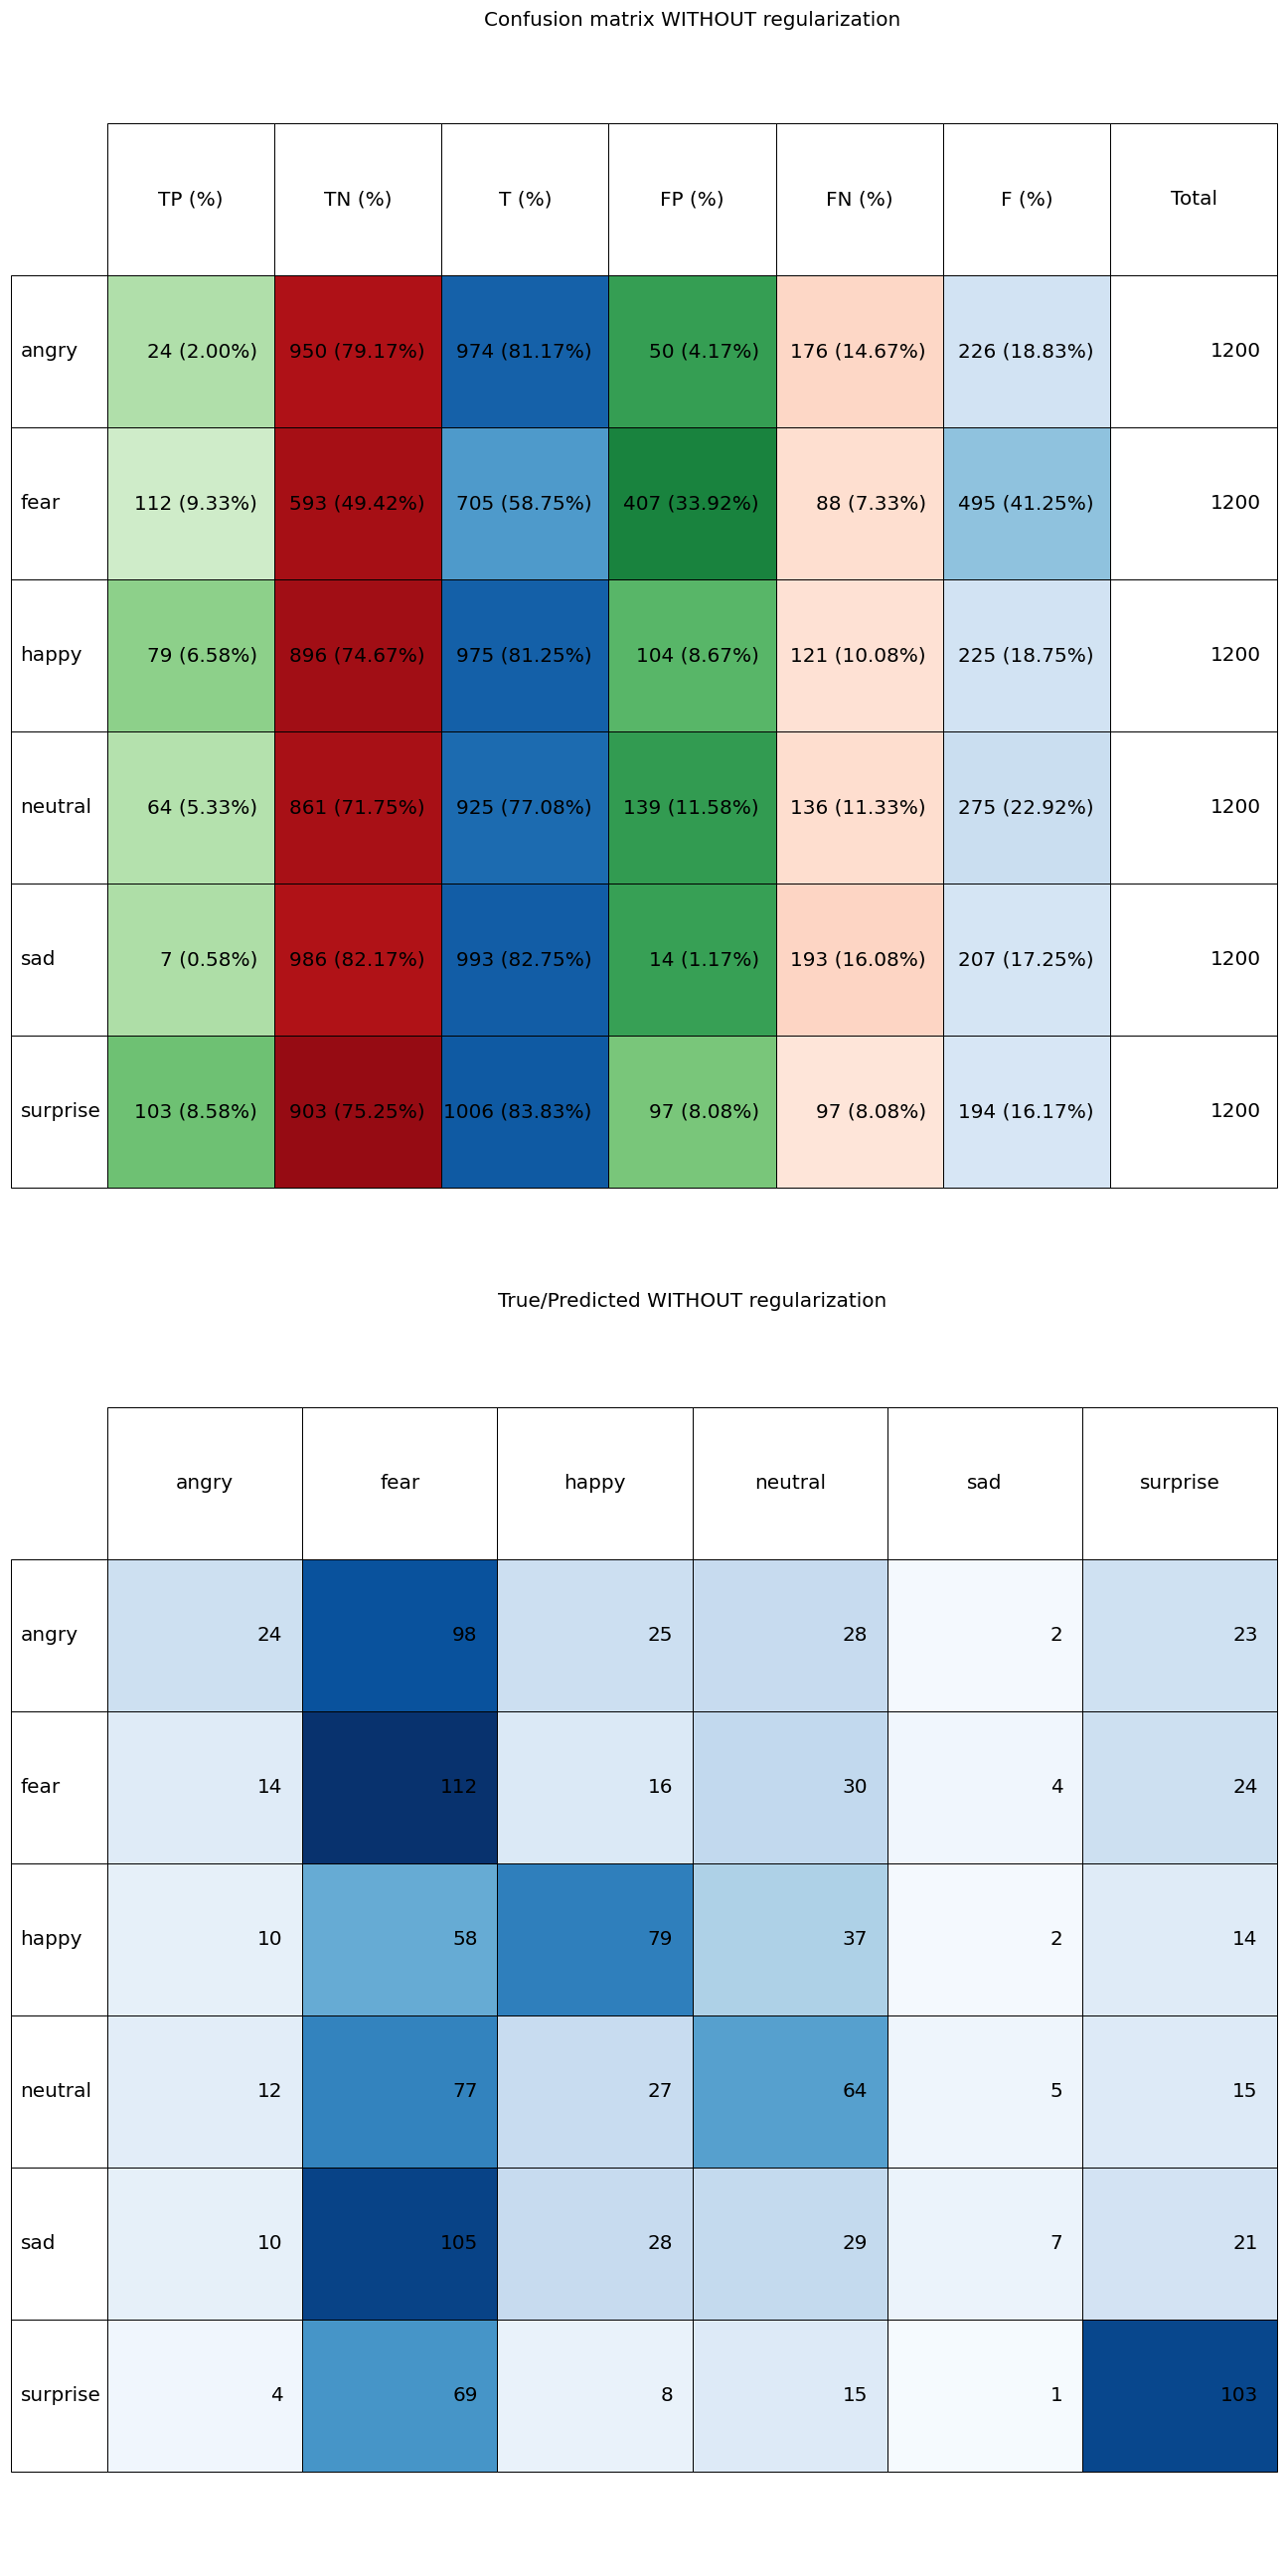 Confusion matrix WITHOUT regularization
TP (%) TN (%) T (%) FP (%) FN (%) F (%) Total
angry 24 (2.00%) 950 (79.17%) 974 (81.17%) 50 (4.17%) 176 (14.67%) 226 (18.83%) 1200
fear 112 (9.33%) 593 (49.42%) 705 (58.75%) 407 (33.92%) 88 (7.33%) 495 (41.25%) 1200
happy 79 (6.58%) 896 (74.67%) 975 (81.25%) 104 (8.67%) 121 (10.08%) 225 (18.75%) 1200
neutral 64 (5.33%) 861 (71.75%) 925 (77.08%) 139 (11.58%) 136 (11.33%) 275 (22.92%) 1200
sad 7 (0.58%) 986 (82.17%) 993 (82.75%) 14 (1.17%) 193 (16.08%) 207 (17.25%) 1200
surprise 103 (8.58%) 903 (75.25%) 1006 (83.83%) 97 (8.08%) 97 (8.08%) 194 (16.17%) 1200
True/Predicted WITHOUT regularization
angry fear happy neutral sad surprise
angry 24 98 25 28 2 23
fear 14 112 16 30 4 24
happy 10 58 79 37 2 14
neutral 12 77 27 64 5 15
sad 10 105 28 29 7 21
surprise 4 69 8 15 1 103